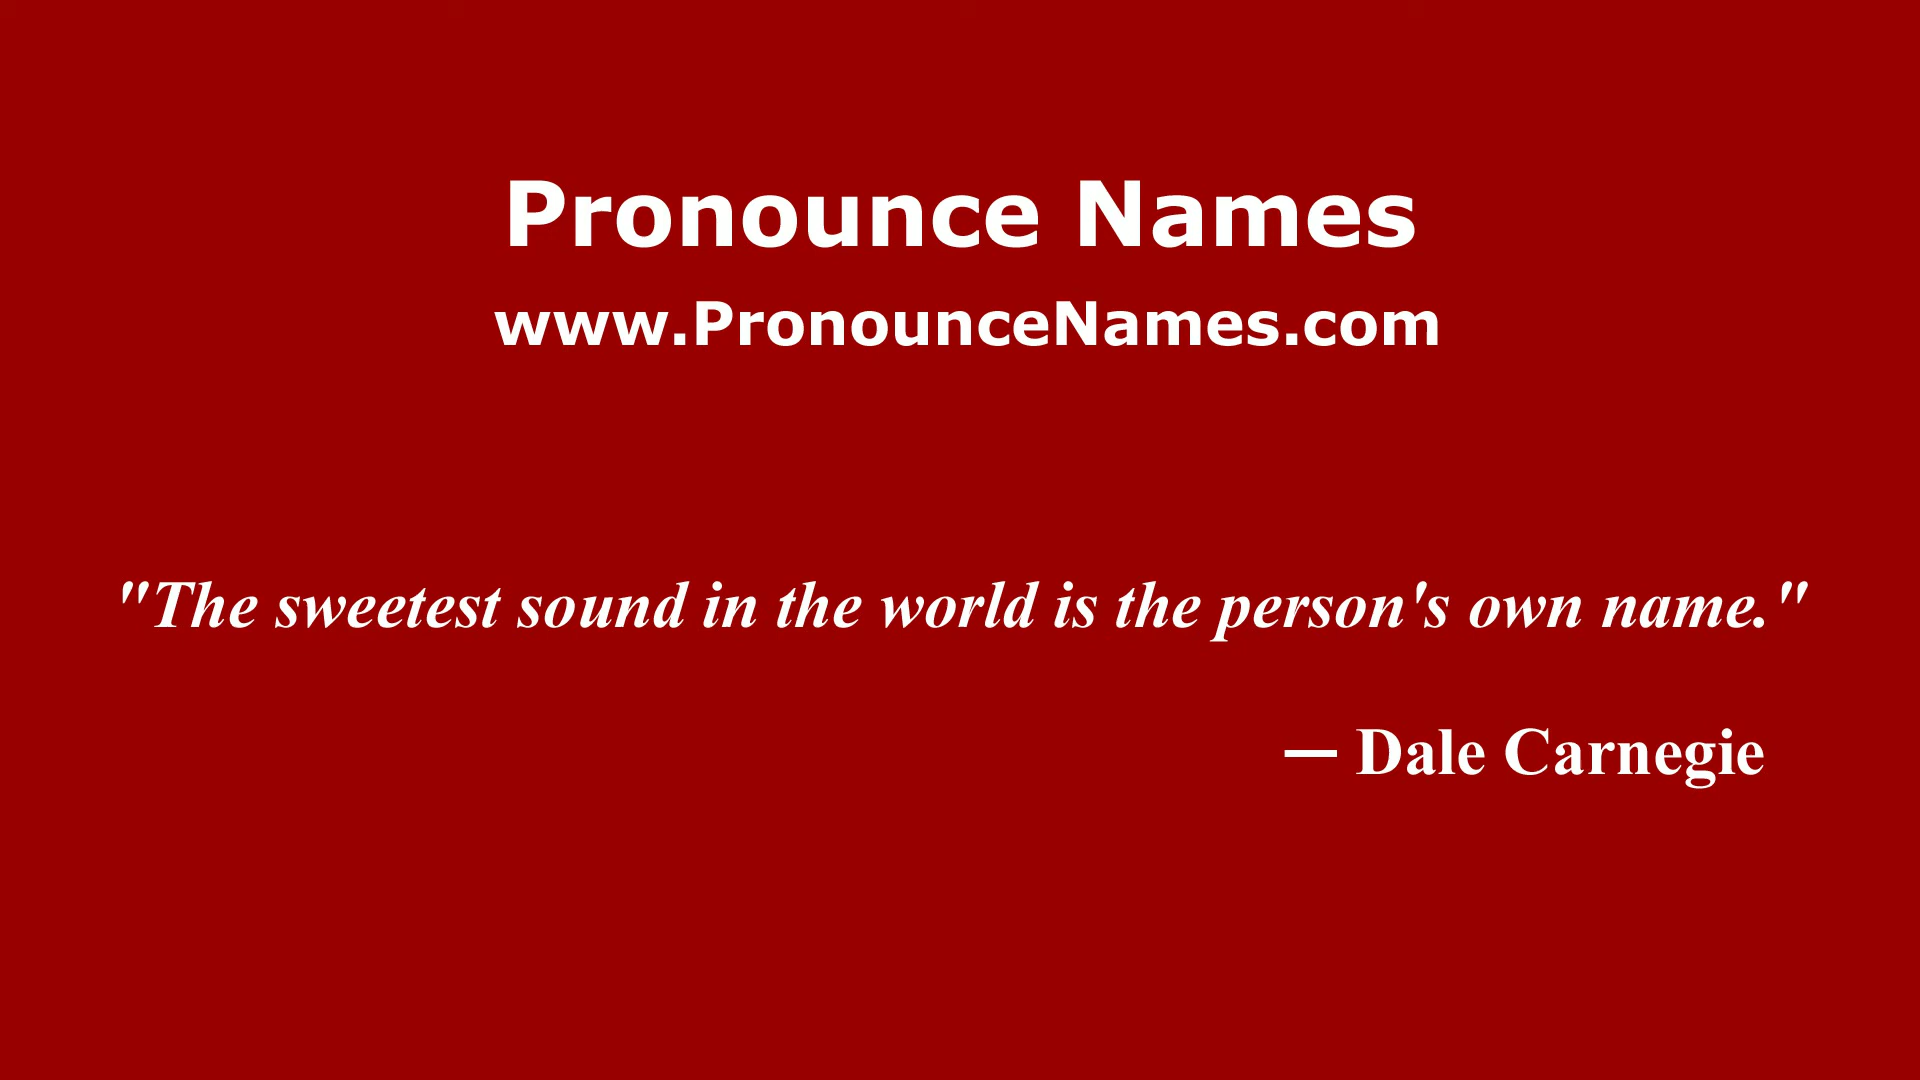 Pronounce Names
www.PronounceNames.com
"The sweetest sound in the world is the person's own name."
— Dale Carnegie